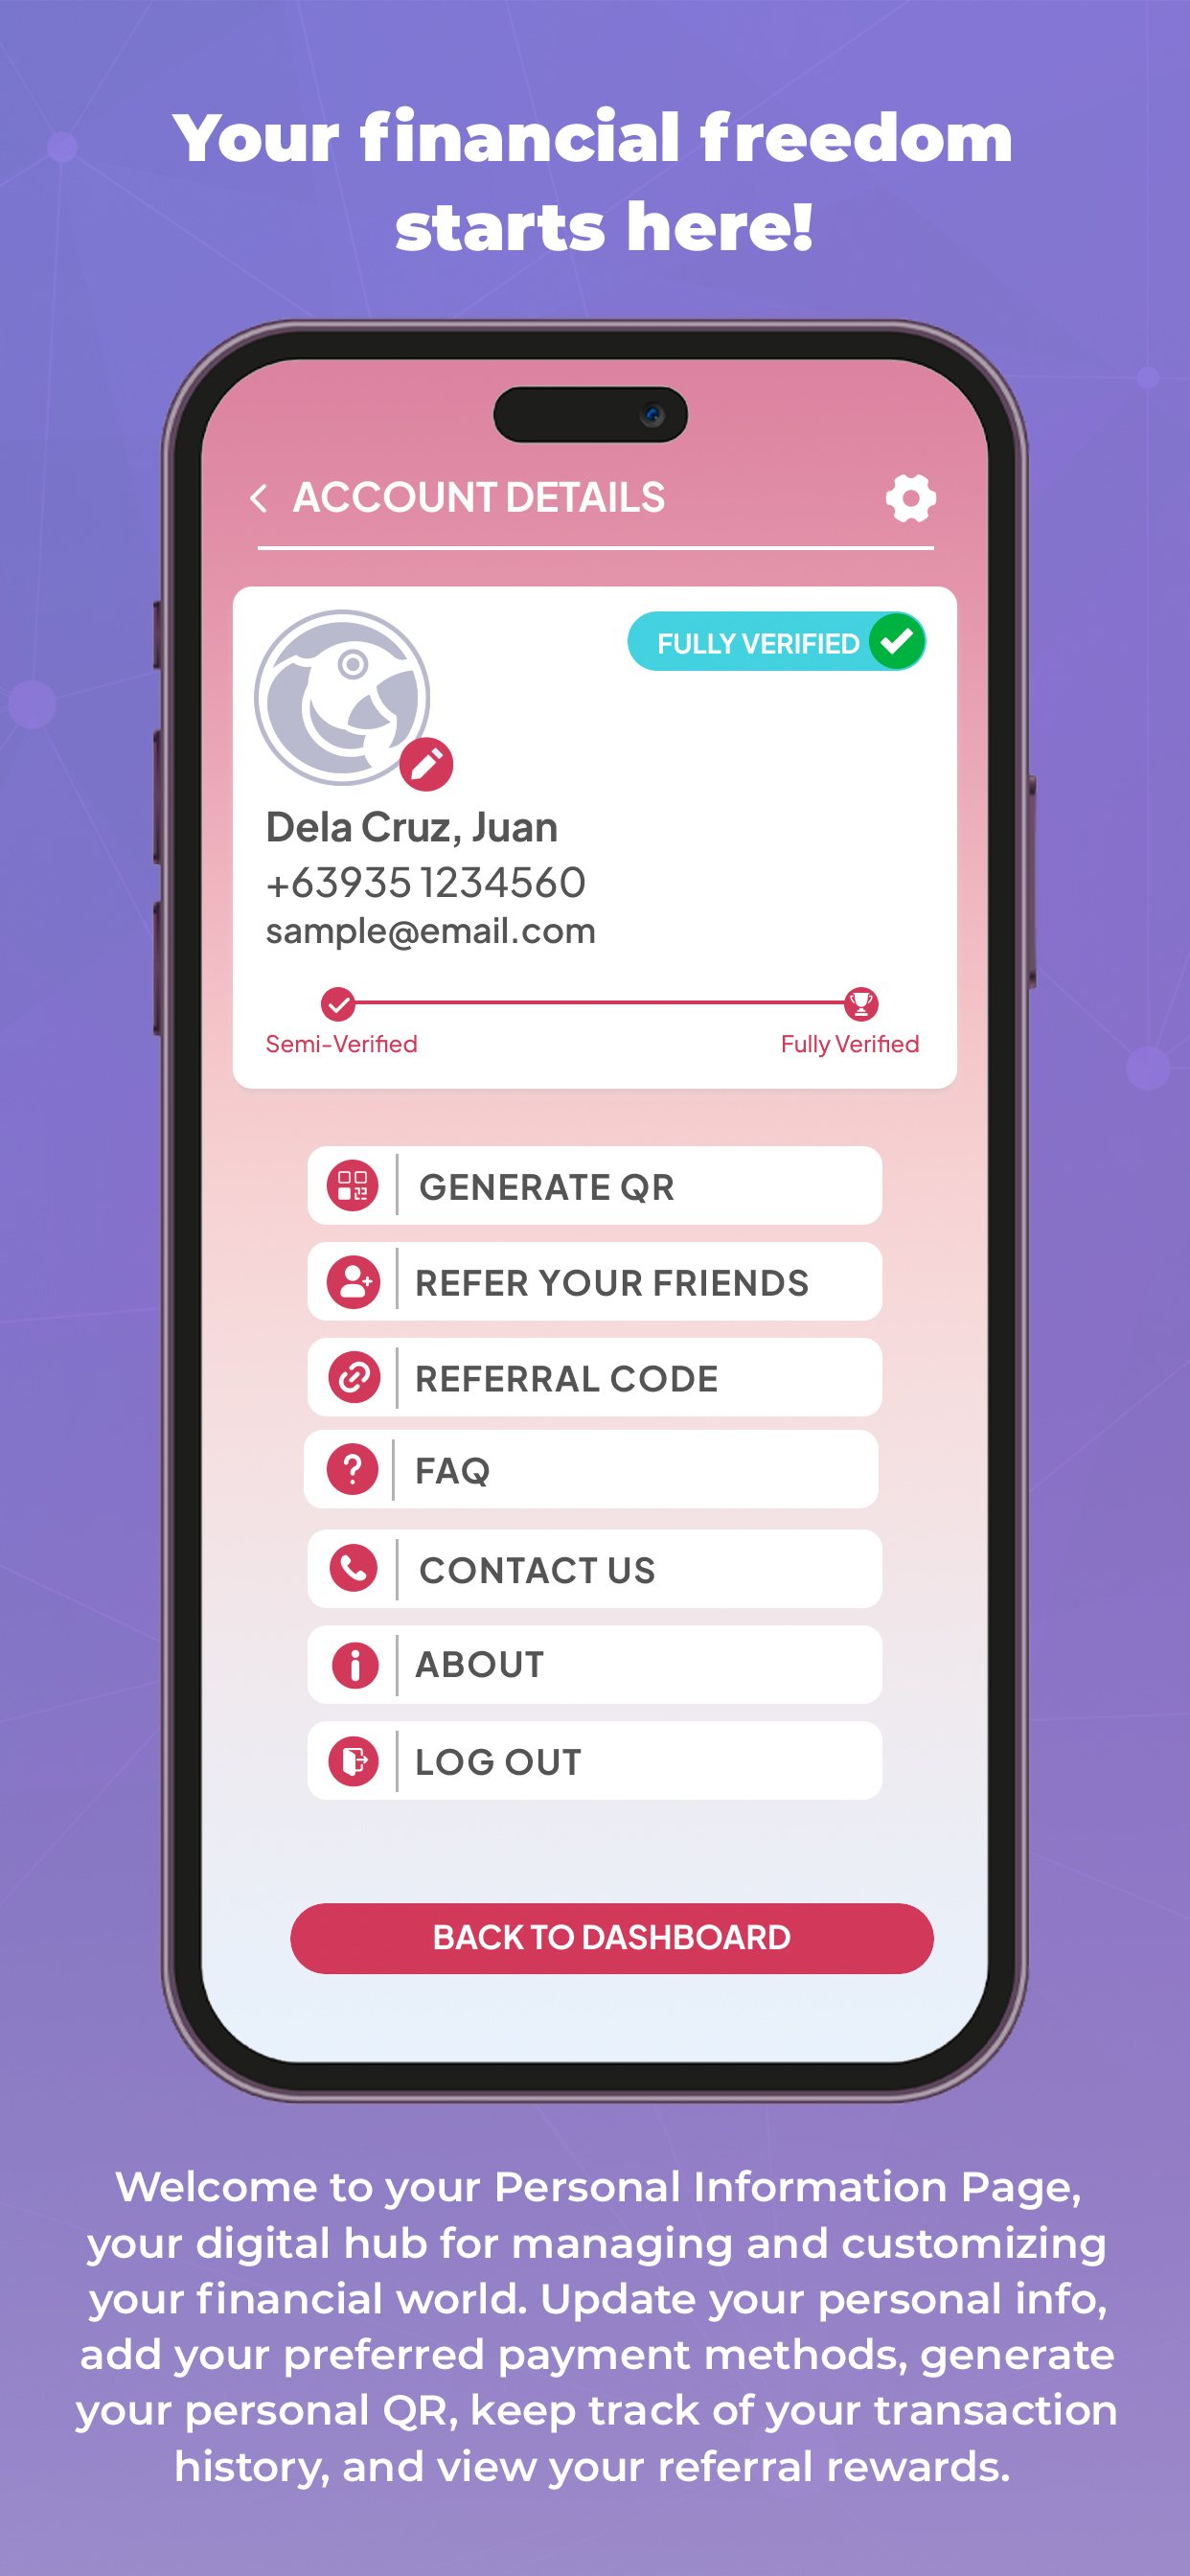 Your financial freedom
starts here!
ACCOUNT DETAILS
FULLY VERIFIED
Dela Cruz, Juan
+63935 1234560
sample@email.com
Semi-Verified
Fully Verified
GENERATE QR
REFER YOUR FRIENDS
REFERRAL CODE
FAQ
CONTACT US
ABOUT
LOG OUT
BACK TO DASHBOARD
Welcome to your Personal Information Page,
your digital hub for managing and customizing
your financial world. Update your personal info,
add your preferred payment methods, generate
your personal QR, keep track of your transaction
history, and view your referral rewards.